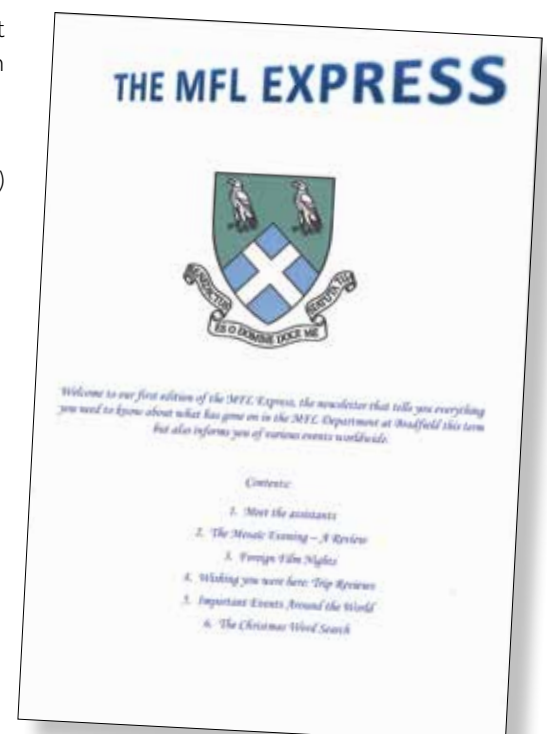 t
n
)
THE MFL EXPRESS
BENEDICTUS
ES O DOMINE DOCE ME
STATUTA TU
Welcome to our first edition of the MFL Express, the newsletter that tells you everything
you need to know about what has gone on in the MFL Department at Bradfield this term
but also informs you of various events worldwide.
Contents:
1. Meet the assistants
2. The Mosaic Evening – A Review
3. Foreign Film Nights
4. Wishing you were here: Trip Reviews
5. Important Events Around the World
6. The Christmas Word Search